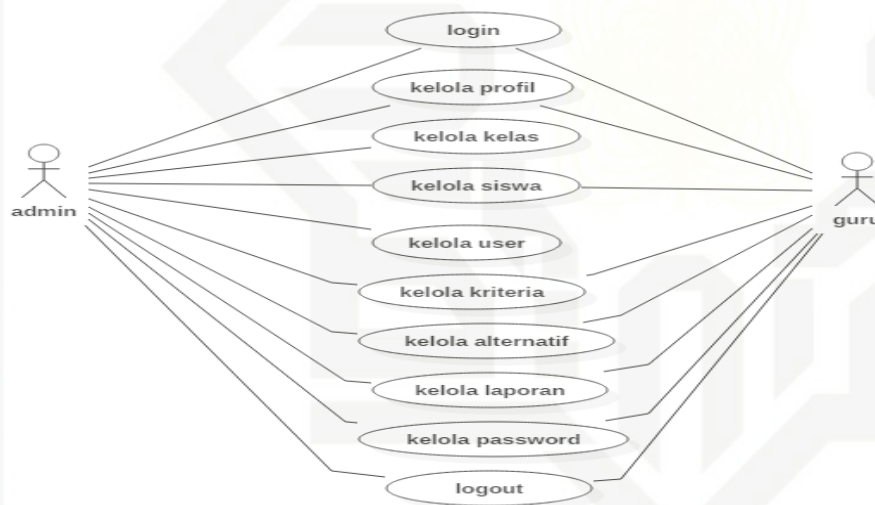 login
kelola profil
kelola kelas
kelola siswa
admin
guru
kelola user
kelola kriteria
kelola alternatif
kelola laporan
kelola password
logout